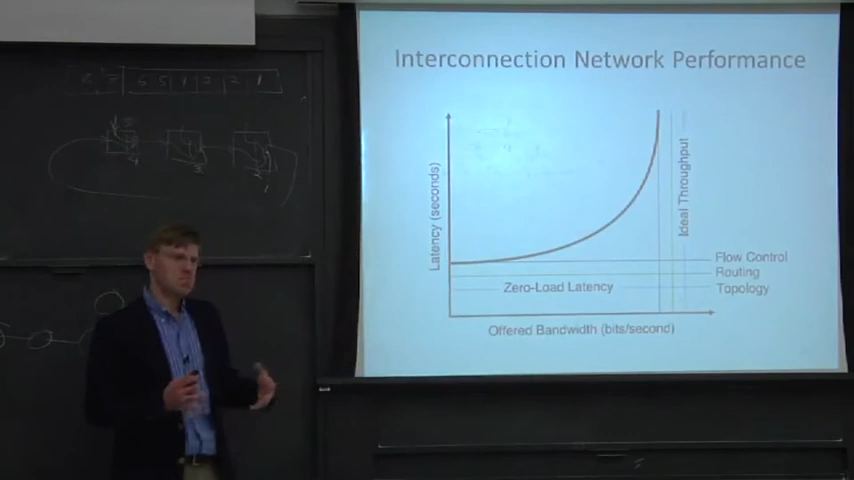 Interconnection Network Performance
Latency (seconds)
Ideal Throughput
Flow Control
Routing
Zero-Load Latency
Topology
Offered Bandwidth (bits/second)